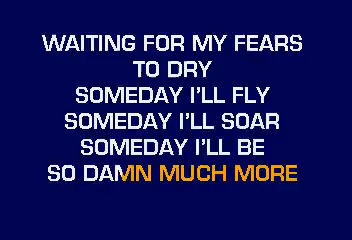 WAITING FOR MY FEARS
TO DRY
SOMEDAY I'LL FLY
SOMEDAY I'LL SOAR
SOMEDAY I'LL BE
SO DAMN MUCH MORE